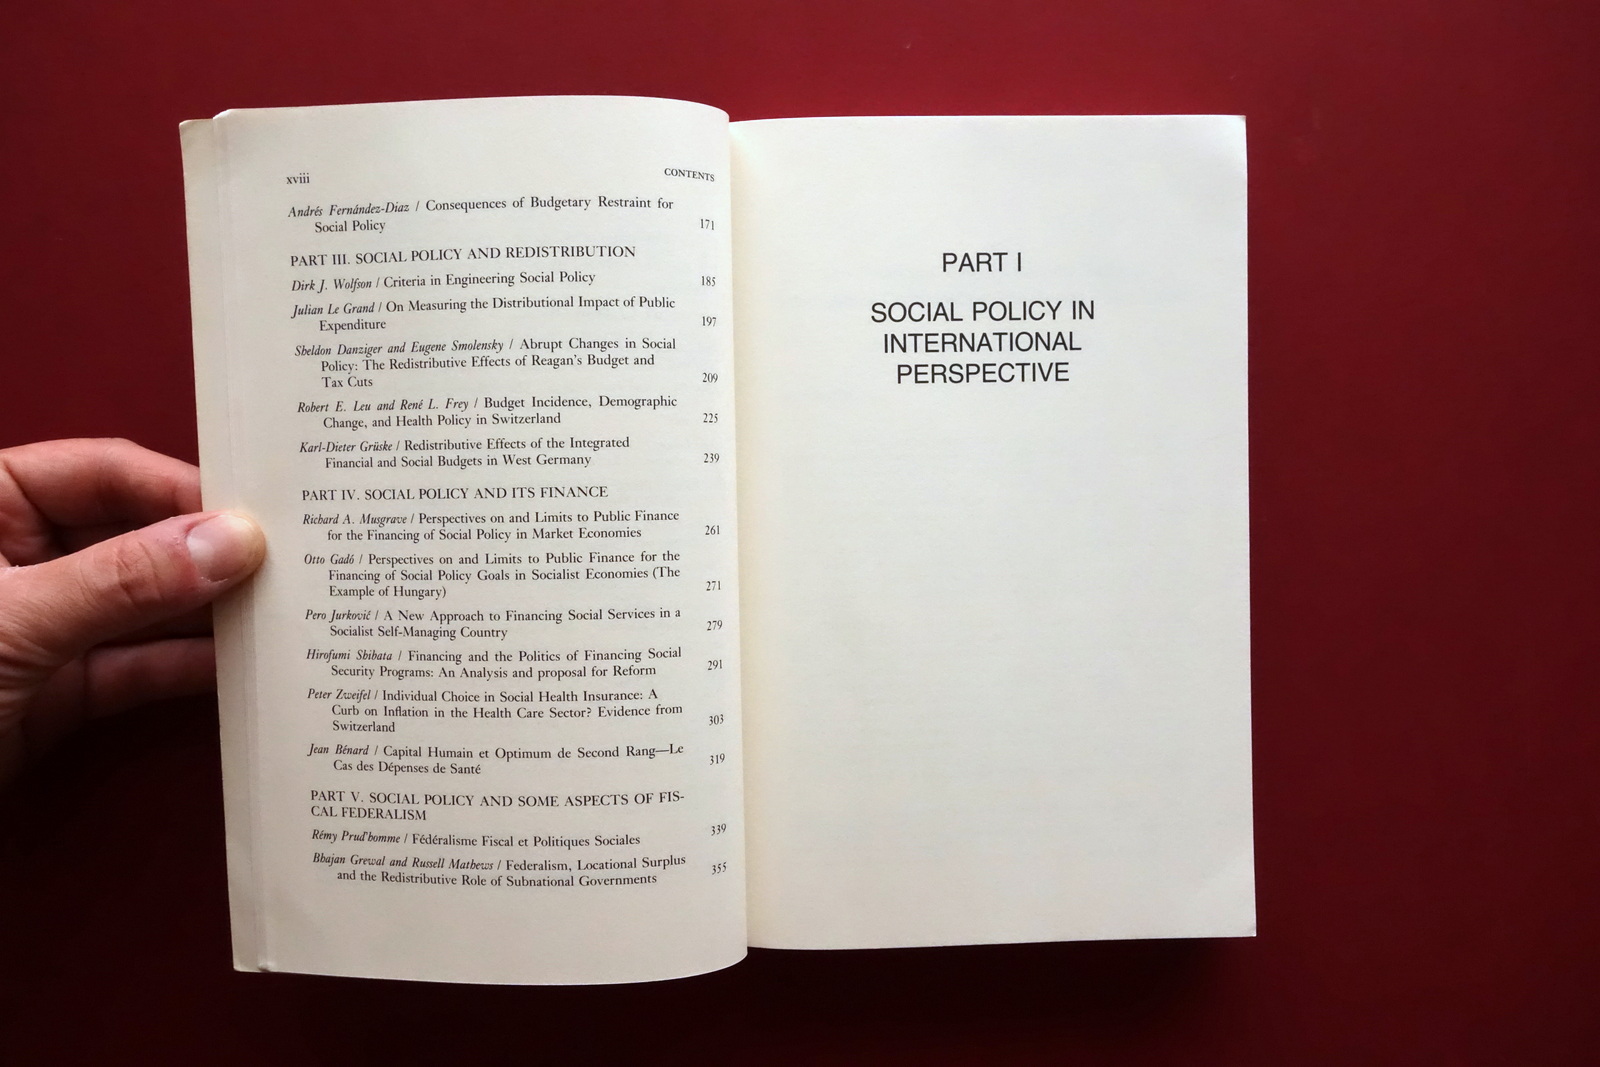 xviii CONTENTS
Andrés Fernández-Diaz / Consequences of Budgetary Restraint for
Social Policy 171
PART III. SOCIAL POLICY AND REDISTRIBUTION
Dirk J. Wolfson / Criteria in Engineering Social Policy 185
Julian Le Grand / On Measuring the Distributional Impact of Public
Expenditure 197
Sheldon Danziger and Eugene Smolensky / Abrupt Changes in Social
Policy: The Redistributive Effects of Reagan's Budget and
Tax Cuts 209
Robert E. Leu and René L. Frey / Budget Incidence, Demographic
Change, and Health Policy in Switzerland 225
Karl-Dieter Grüske / Redistributive Effects of the Integrated
Financial and Social Budgets in West Germany 239
PART IV. SOCIAL POLICY AND ITS FINANCE
Richard A. Musgrave / Perspectives on and Limits to Public Finance
for the Financing of Social Policy in Market Economies 261
Otto Gadó / Perspectives on and Limits to Public Finance for the
Financing of Social Policy Goals in Socialist Economies (The
Example of Hungary) 271
Pero Jurković / A New Approach to Financing Social Services in a
Socialist Self-Managing Country 279
Hirofumi Shibata / Financing and the Politics of Financing Social
Security Programs: An Analysis and proposal for Reform 291
Peter Zweifel / Individual Choice in Social Health Insurance: A
Curb on Inflation in the Health Care Sector? Evidence from
Switzerland 303
Jean Bénard / Capital Humain et Optimum de Second Rang—Le
Cas des Dépenses de Santé 319
PART V. SOCIAL POLICY AND SOME ASPECTS OF FIS-
CAL FEDERALISM
Rémy Prud'homme / Fédéralisme Fiscal et Politiques Sociales 339
Bhajan Grewal and Russell Mathews / Federalism, Locational Surplus
and the Redistributive Role of Subnational Governments 355
PART I
SOCIAL POLICY IN
INTERNATIONAL
PERSPECTIVE